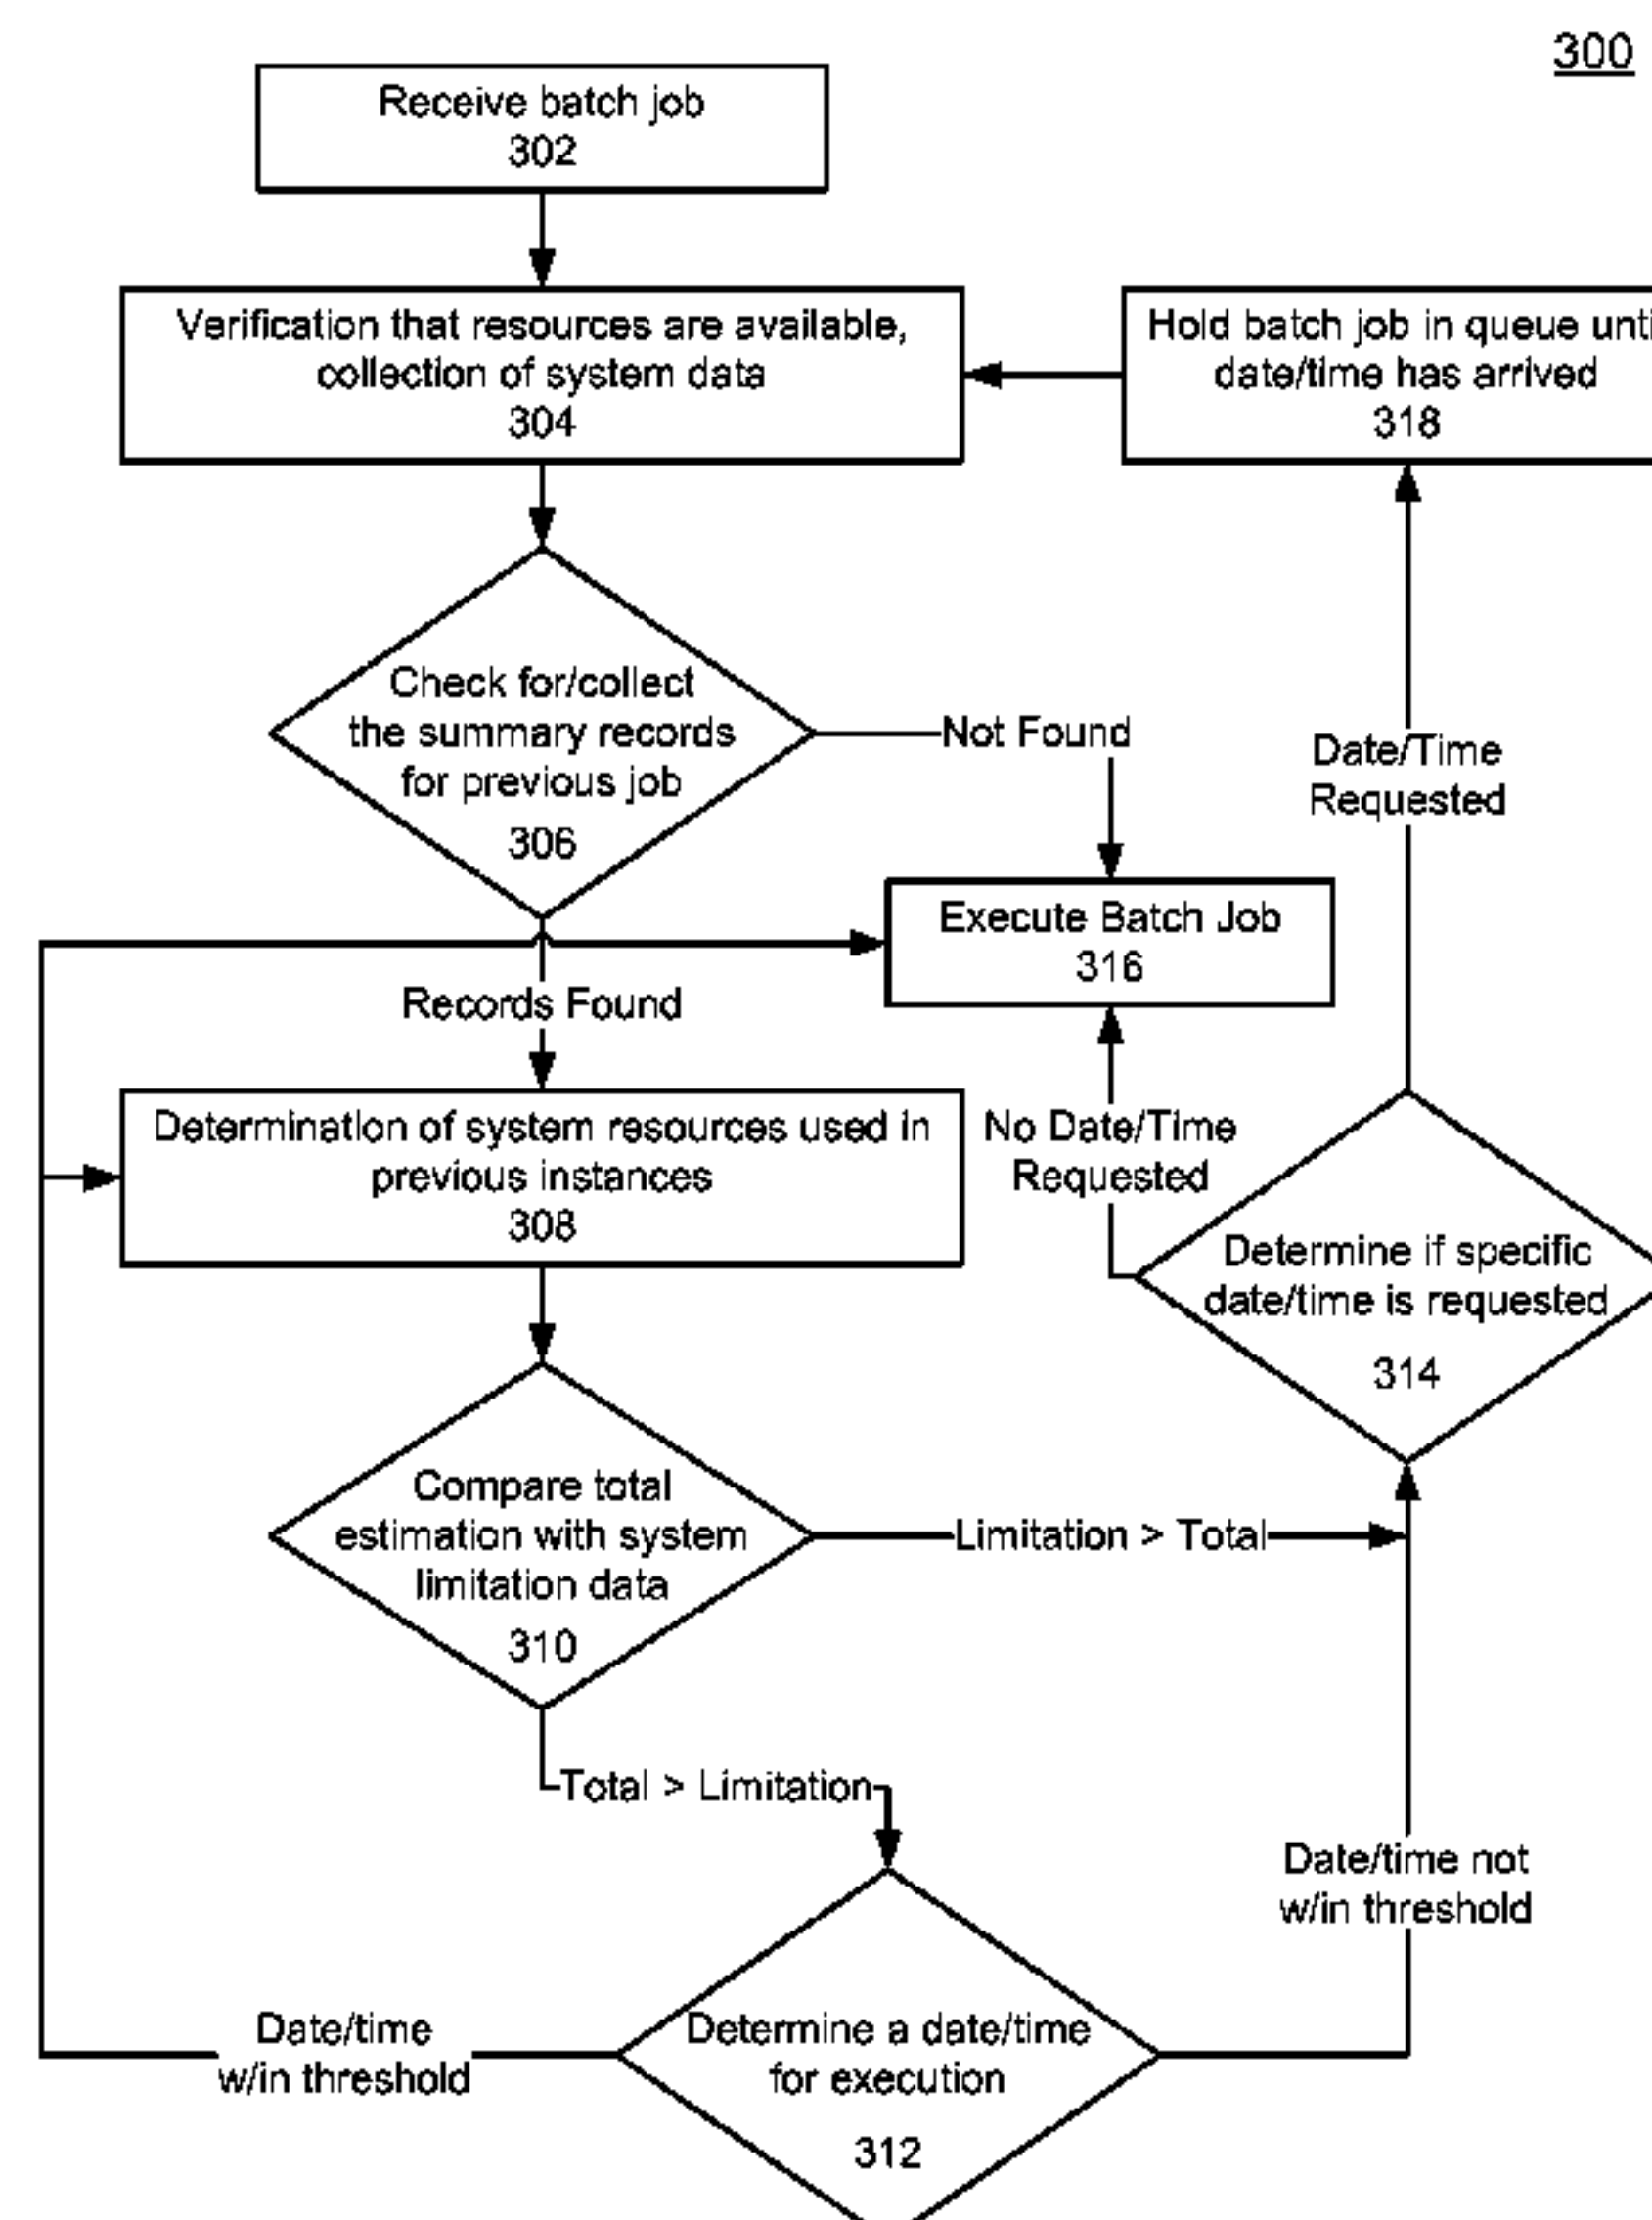 300
Receive batch job
302
Verification that resources are available,
collection of system data
304
Hold batch job in queue unti
date/time has arrived
318
Check for/collect
the summary records
for previous job
306
Not Found
Date/Time
Requested
Execute Batch Job
316
Records Found
Determination of system resources used in
previous instances
308
No Date/Time
Requested
Determine if specific
date/time is requested
314
Compare total
estimation with system
limitation data
310
Limitation > Total
Total > Limitation
Date/time not
w/in threshold
Date/time
w/in threshold
Determine a date/time
for execution
312